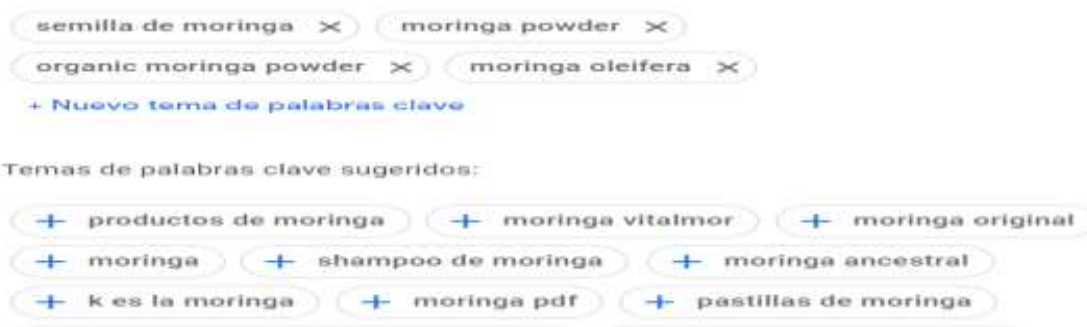 semilla de moringa × moringa powder ×
organic moringa powder × moringa oleifera ×
+ Nuevo tema de palabras clave
Temas de palabras clave sugeridos:
+ productos de moringa + moringa vitalmor + moringa original
+ moringa + shampoo de moringa + moringa ancestral
+ k es la moringa + moringa pdf + pastillas de moringa